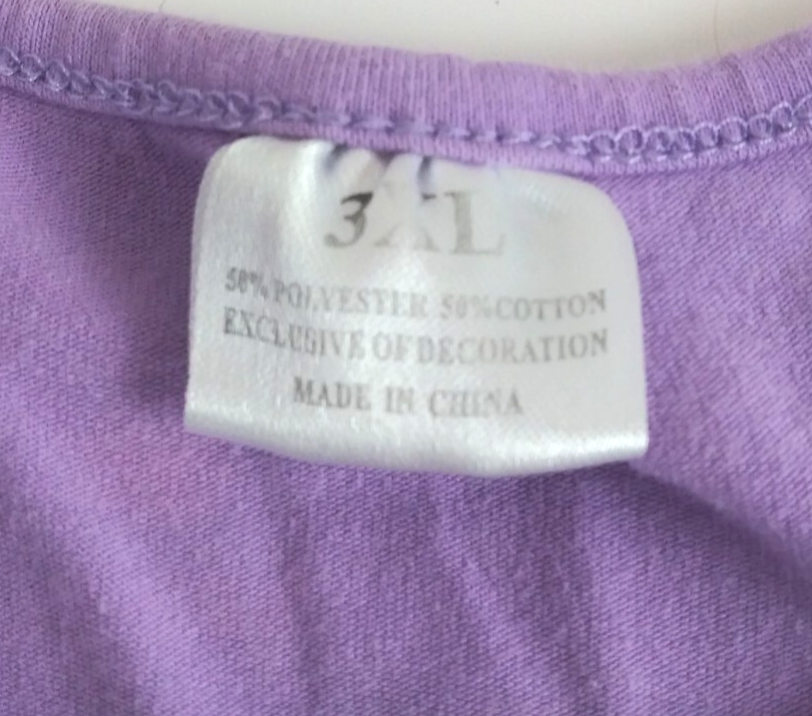 3XL
50% POLYESTER 50%COTTON
EXCLUSIVE OF DECORATION
MADE IN CHINA